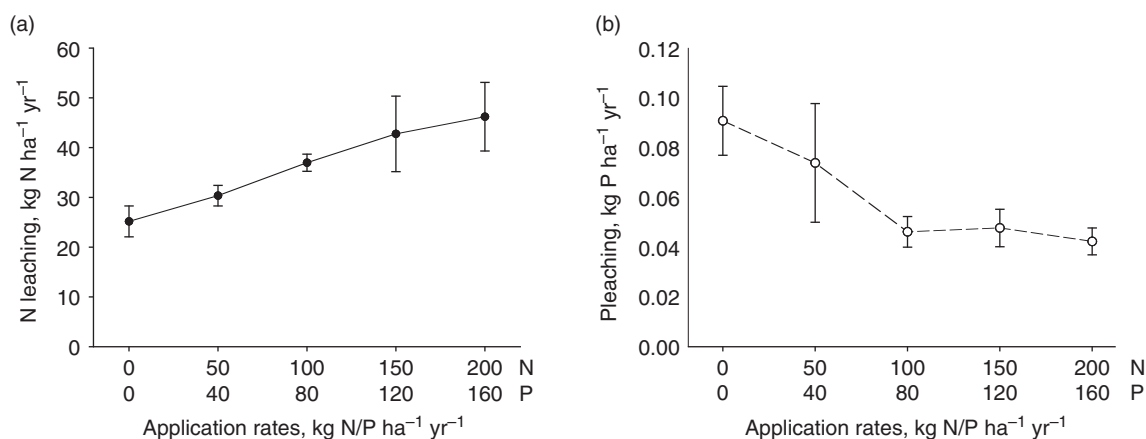 (a)
60
50
40
30
20
10
0
N leaching, kg N ha⁻¹ yr⁻¹
0 50 100 150 200 N
0 40 80 120 160 P
Application rates, kg N/P ha⁻¹ yr⁻¹
(b)
0.12
0.10
0.08
0.06
0.04
0.02
0.00
Pleaching, kg P ha⁻¹ yr⁻¹
0 50 100 150 200 N
0 40 80 120 160 P
Application rates, kg N/P ha⁻¹ yr⁻¹